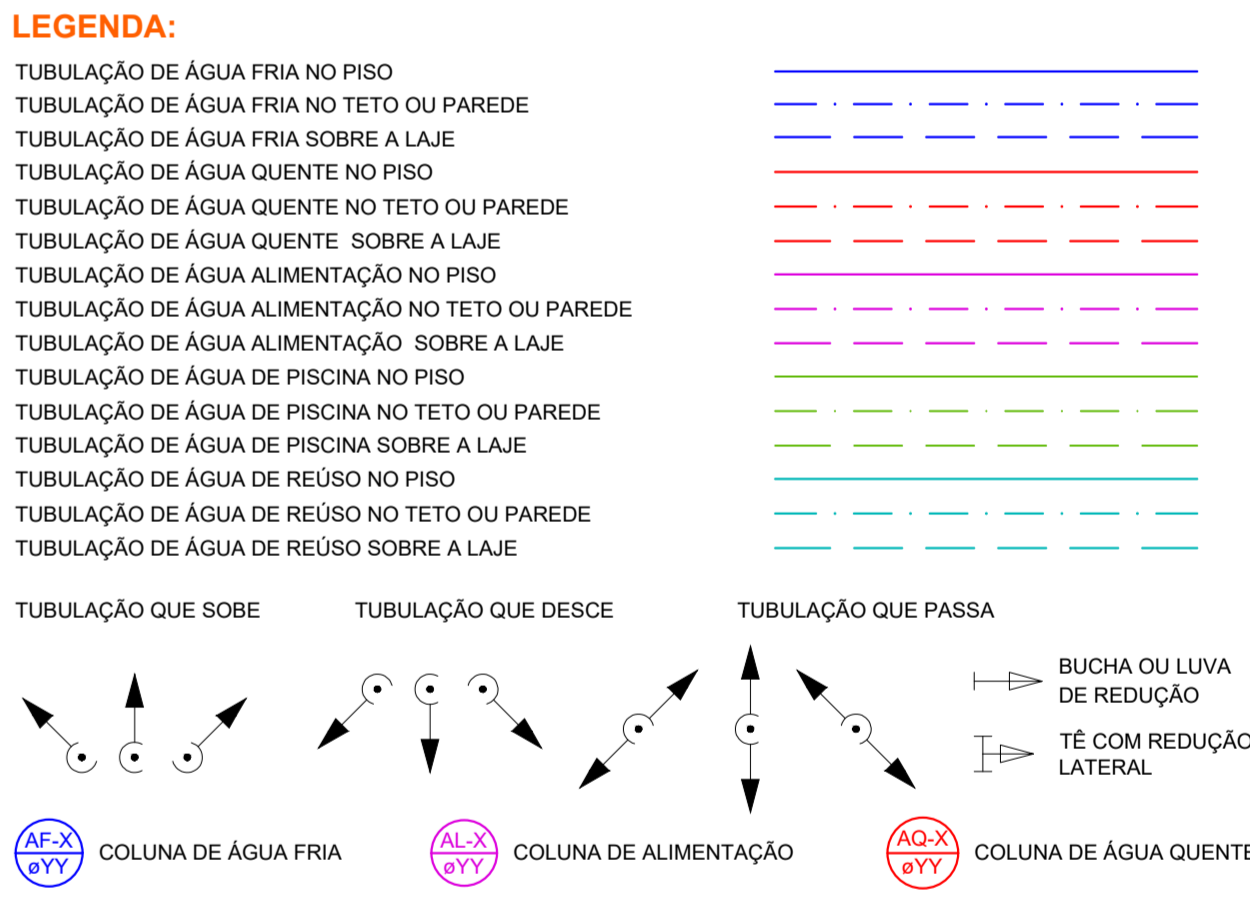 LEGENDA:
TUBULAÇÃO DE ÁGUA FRIA NO PISO
TUBULAÇÃO DE ÁGUA FRIA NO TETO OU PAREDE
TUBULAÇÃO DE ÁGUA FRIA SOBRE A LAJE
TUBULAÇÃO DE ÁGUA QUENTE NO PISO
TUBULAÇÃO DE ÁGUA QUENTE NO TETO OU PAREDE
TUBULAÇÃO DE ÁGUA QUENTE SOBRE A LAJE
TUBULAÇÃO DE ÁGUA ALIMENTAÇÃO NO PISO
TUBULAÇÃO DE ÁGUA ALIMENTAÇÃO NO TETO OU PAREDE
TUBULAÇÃO DE ÁGUA ALIMENTAÇÃO SOBRE A LAJE
TUBULAÇÃO DE ÁGUA DE PISCINA NO PISO
TUBULAÇÃO DE ÁGUA DE PISCINA NO TETO OU PAREDE
TUBULAÇÃO DE ÁGUA DE PISCINA SOBRE A LAJE
TUBULAÇÃO DE ÁGUA DE REÚSO NO PISO
TUBULAÇÃO DE ÁGUA DE REÚSO NO TETO OU PAREDE
TUBULAÇÃO DE ÁGUA DE REÚSO SOBRE A LAJE
TUBULAÇÃO QUE SOBE
TUBULAÇÃO QUE DESCE
TUBULAÇÃO QUE PASSA
BUCHA OU LUVA
DE REDUÇÃO
TÊ COM REDUÇÃO
LATERAL
AF-X
øYY
COLUNA DE ÁGUA FRIA
AL-X
øYY
COLUNA DE ALIMENTAÇÃO
AQ-X
øYY
COLUNA DE ÁGUA QUENTE